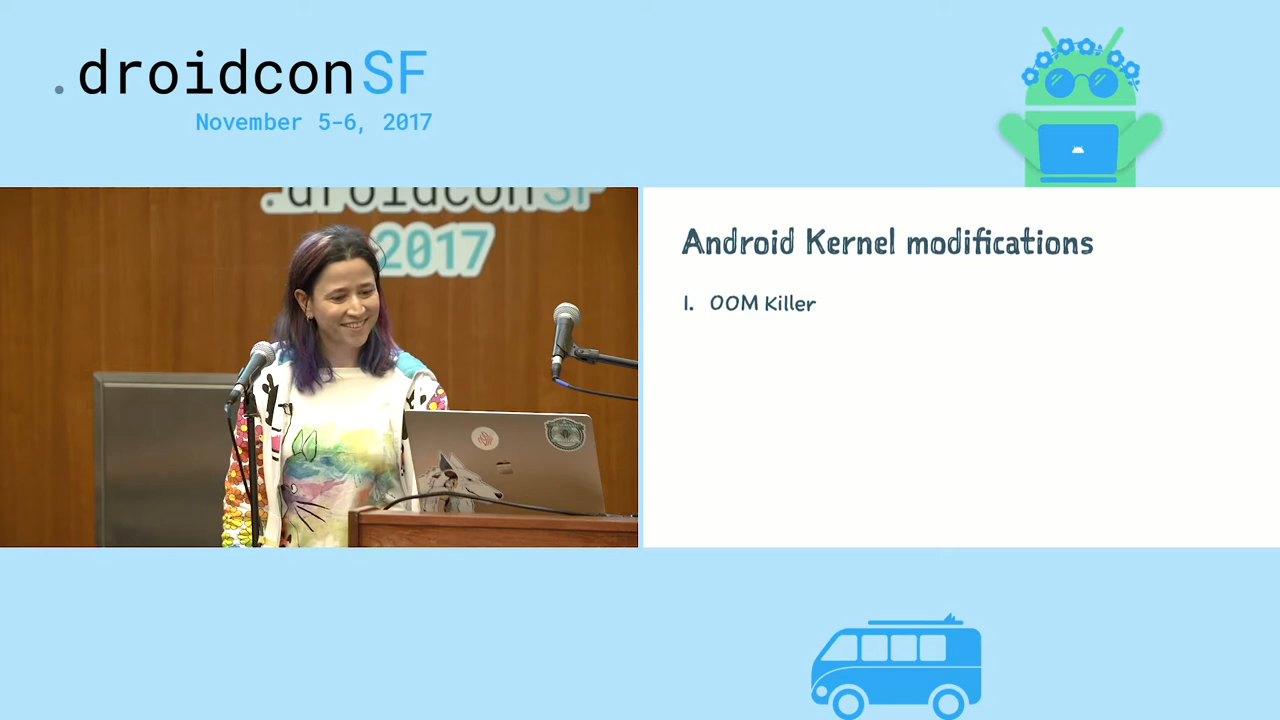 .droidconSF
November 5-6, 2017
.droidconSF
2017
Android Kernel modifications
1. OOM Killer